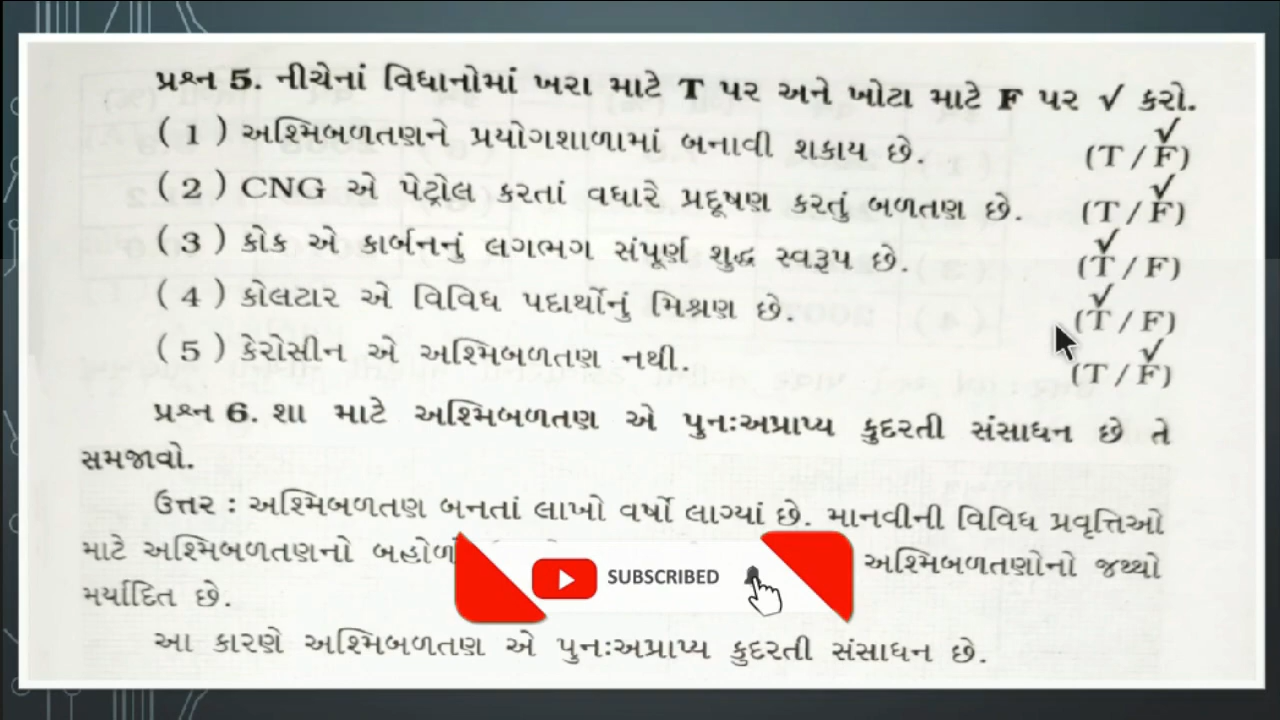 પ્રશ્ન 5. નીચેનાં વિધાનોમાં ખરા માટે T પર અને ખોટા માટે F પર ✓ કરો.
( 1 ) અશ્મિબળતણને પ્રયોગશાળામાં બનાવી શકાય છે. (T / F✓)
( 2 ) CNG એ પેટ્રોલ કરતાં વધારે પ્રદૂષણ કરતું બળતણ છે. (T / F✓)
( 3 ) કોક એ કાર્બનનું લગભગ સંપૂર્ણ શુદ્ધ સ્વરૂપ છે. (T✓ / F)
( 4 ) કોલટાર એ વિવિધ પદાર્થોનું મિશ્રણ છે. (T✓ / F)
( 5 ) કેરોસીન એ અશ્મિબળતણ નથી. (T / F✓)
પ્રશ્ન 6. શા માટે અશ્મિબળતણ એ પુનઃઅપ્રાપ્ય કુદરતી સંસાધન છે તે
સમજાવો.
ઉત્તર : અશ્મિબળતણ બનતાં લાખો વર્ષો લાગ્યાં છે. માનવીની વિવિધ પ્રવૃત્તિઓ
માટે અશ્મિબળતણનો અશ્મિબળતણોનો જથ્થો
SUBSCRIBED
મર્યાદિત છે.
આ કારણે અશ્મિબળતણ એ પુનઃઅપ્રાપ્ય કુદરતી સંસાધન છે.